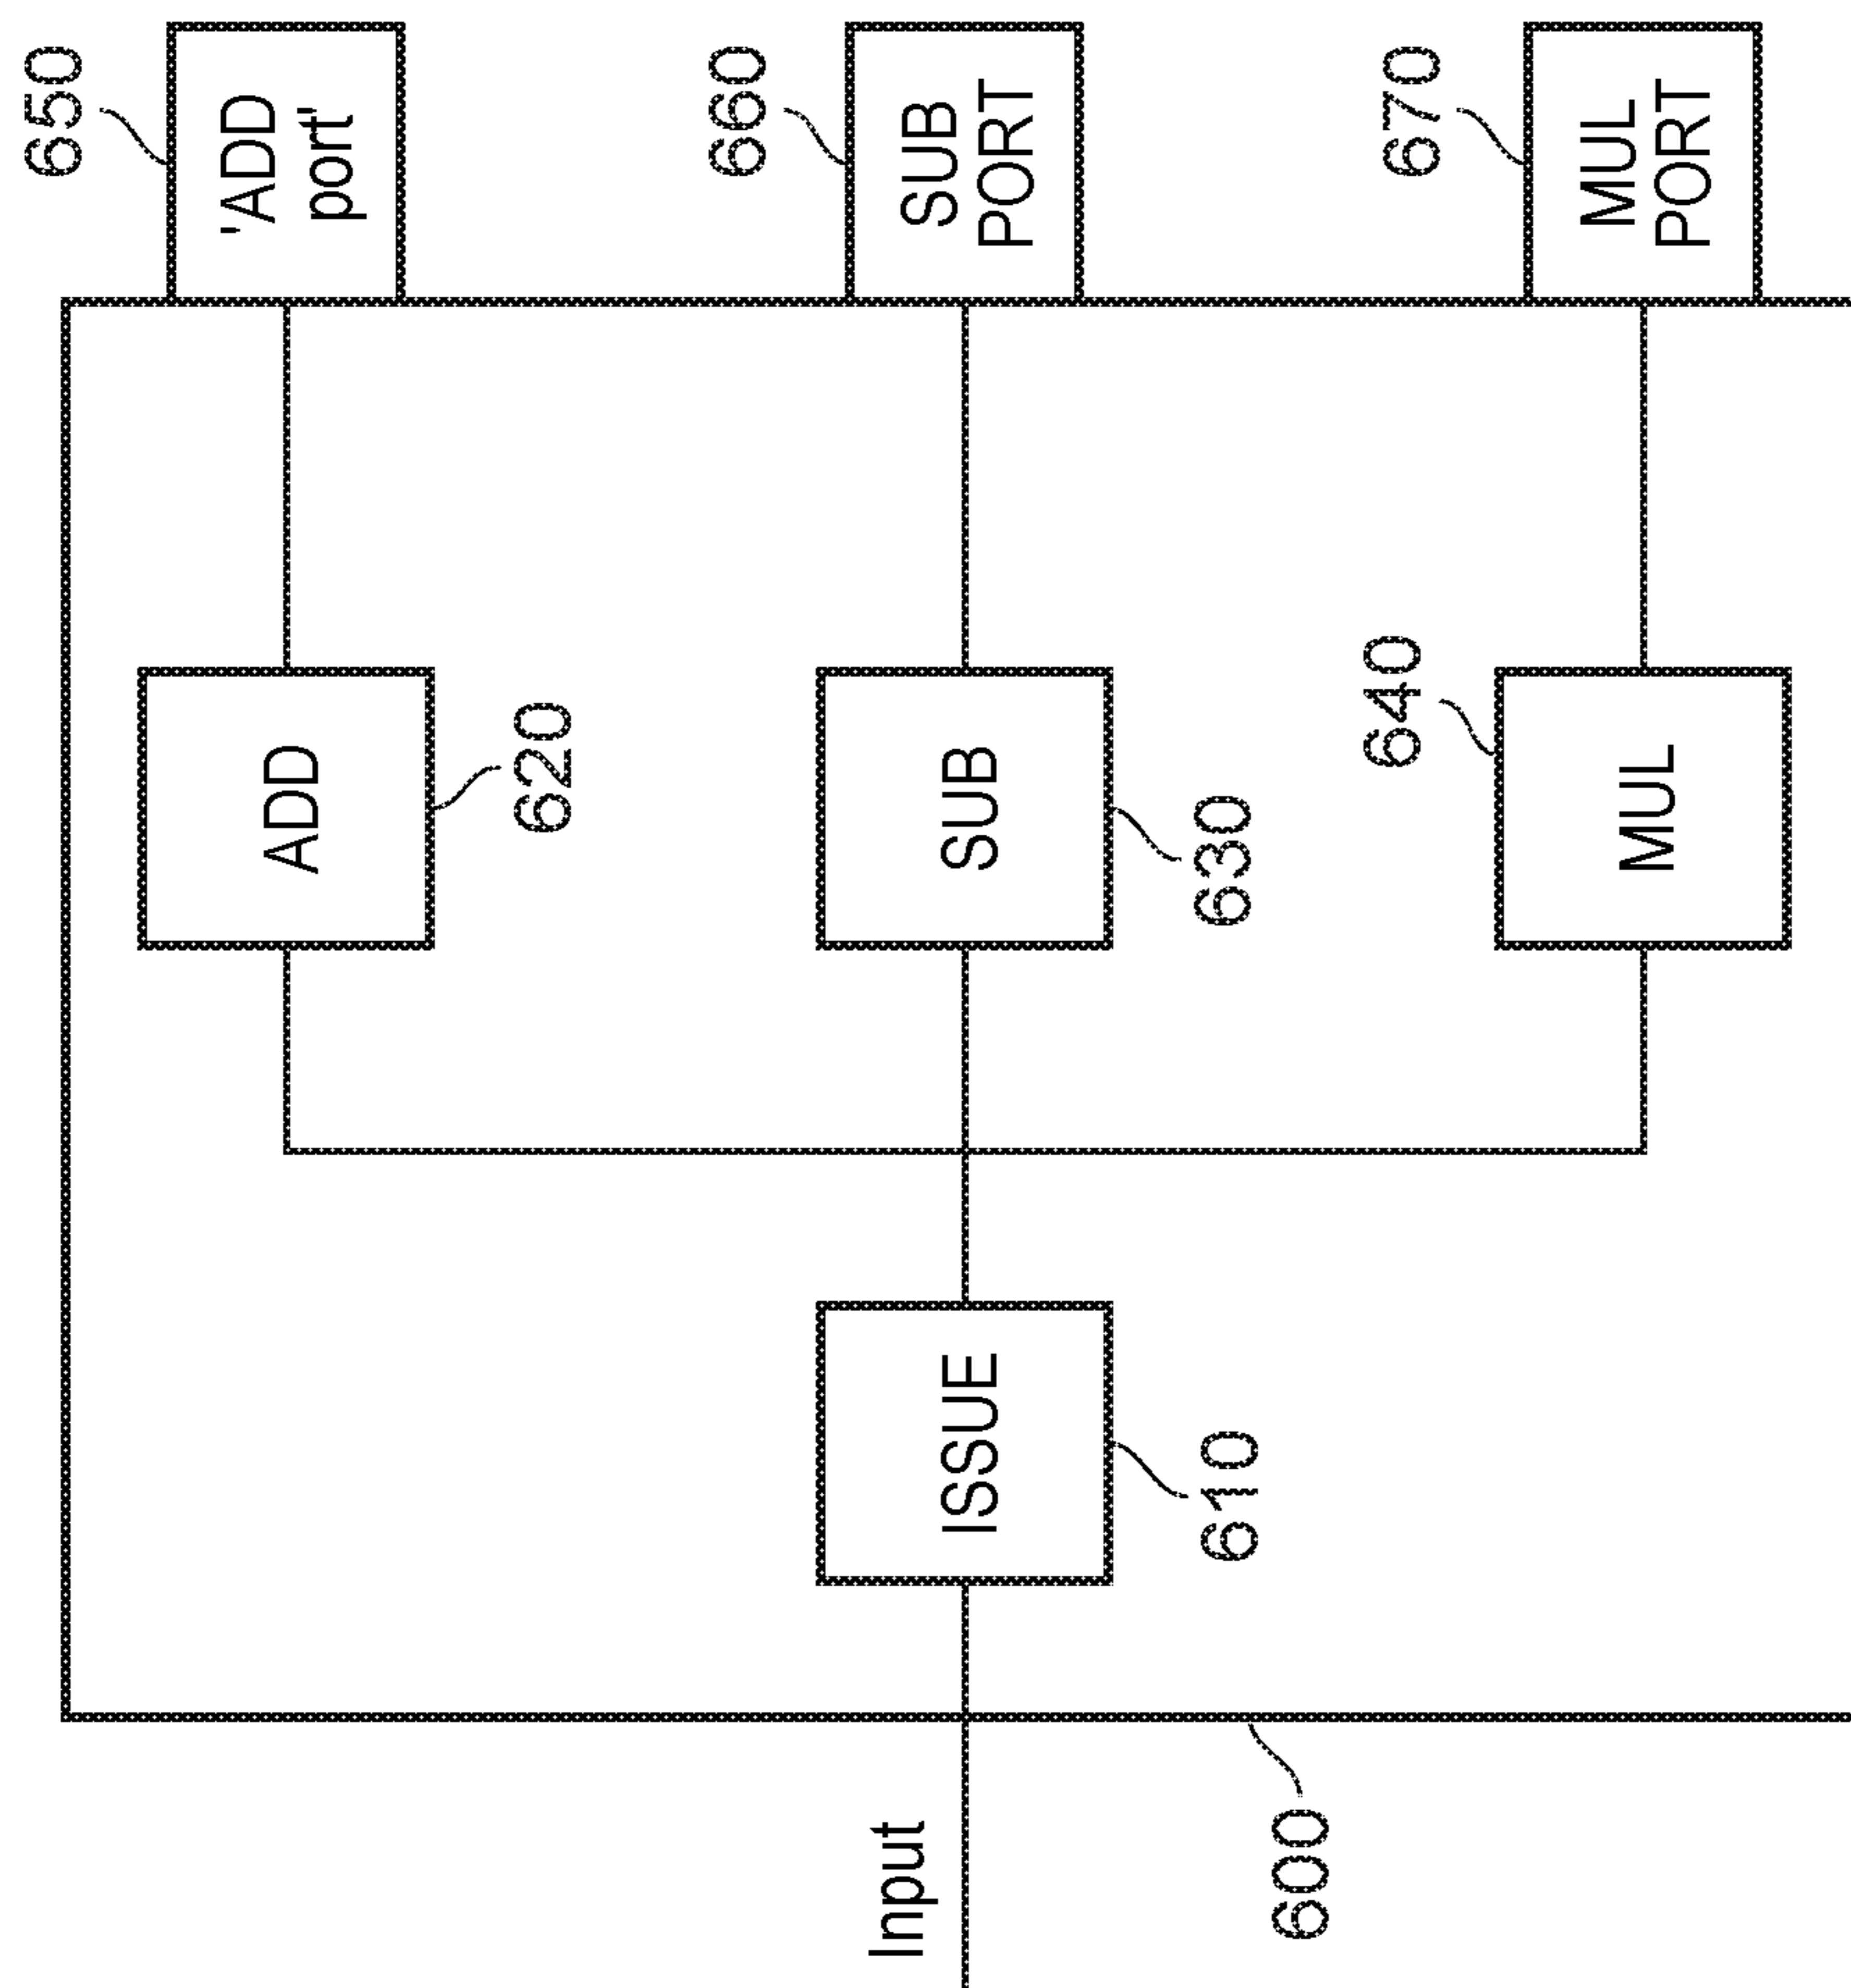 650
'ADD
port'
ADD
620
660
Input
ISSUE
SUB
SUB
PORT
610
630
600
640
670
MUL
MUL
PORT